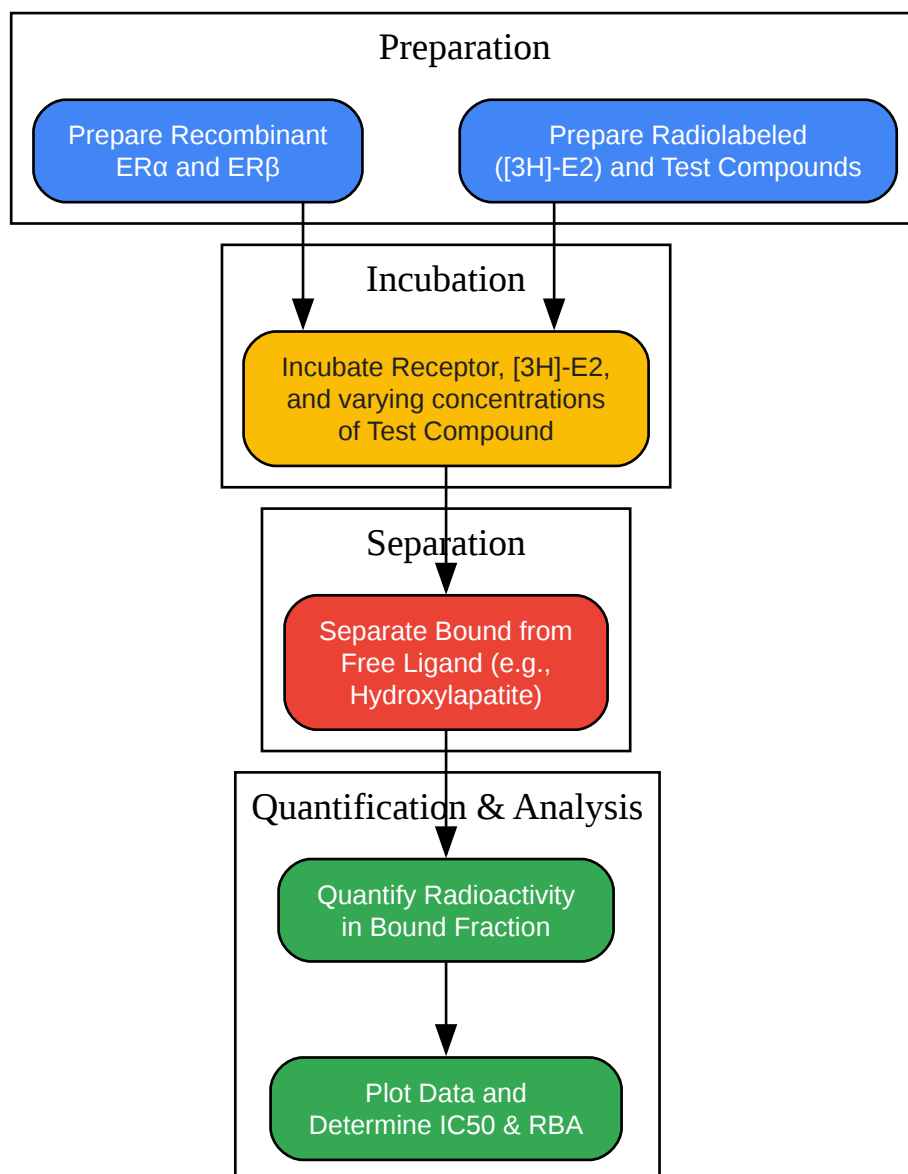 Preparation
Prepare Recombinant
ERα and ERβ
Prepare Radiolabeled
([3H]-E2) and Test Compounds
Incubation
Incubate Receptor, [3H]-E2,
and varying concentrations
of Test Compound
Separation
Separate Bound from
Free Ligand (e.g.,
Hydroxylapatite)
Quantification & Analysis
Quantify Radioactivity
in Bound Fraction
Plot Data and
Determine IC50 & RBA